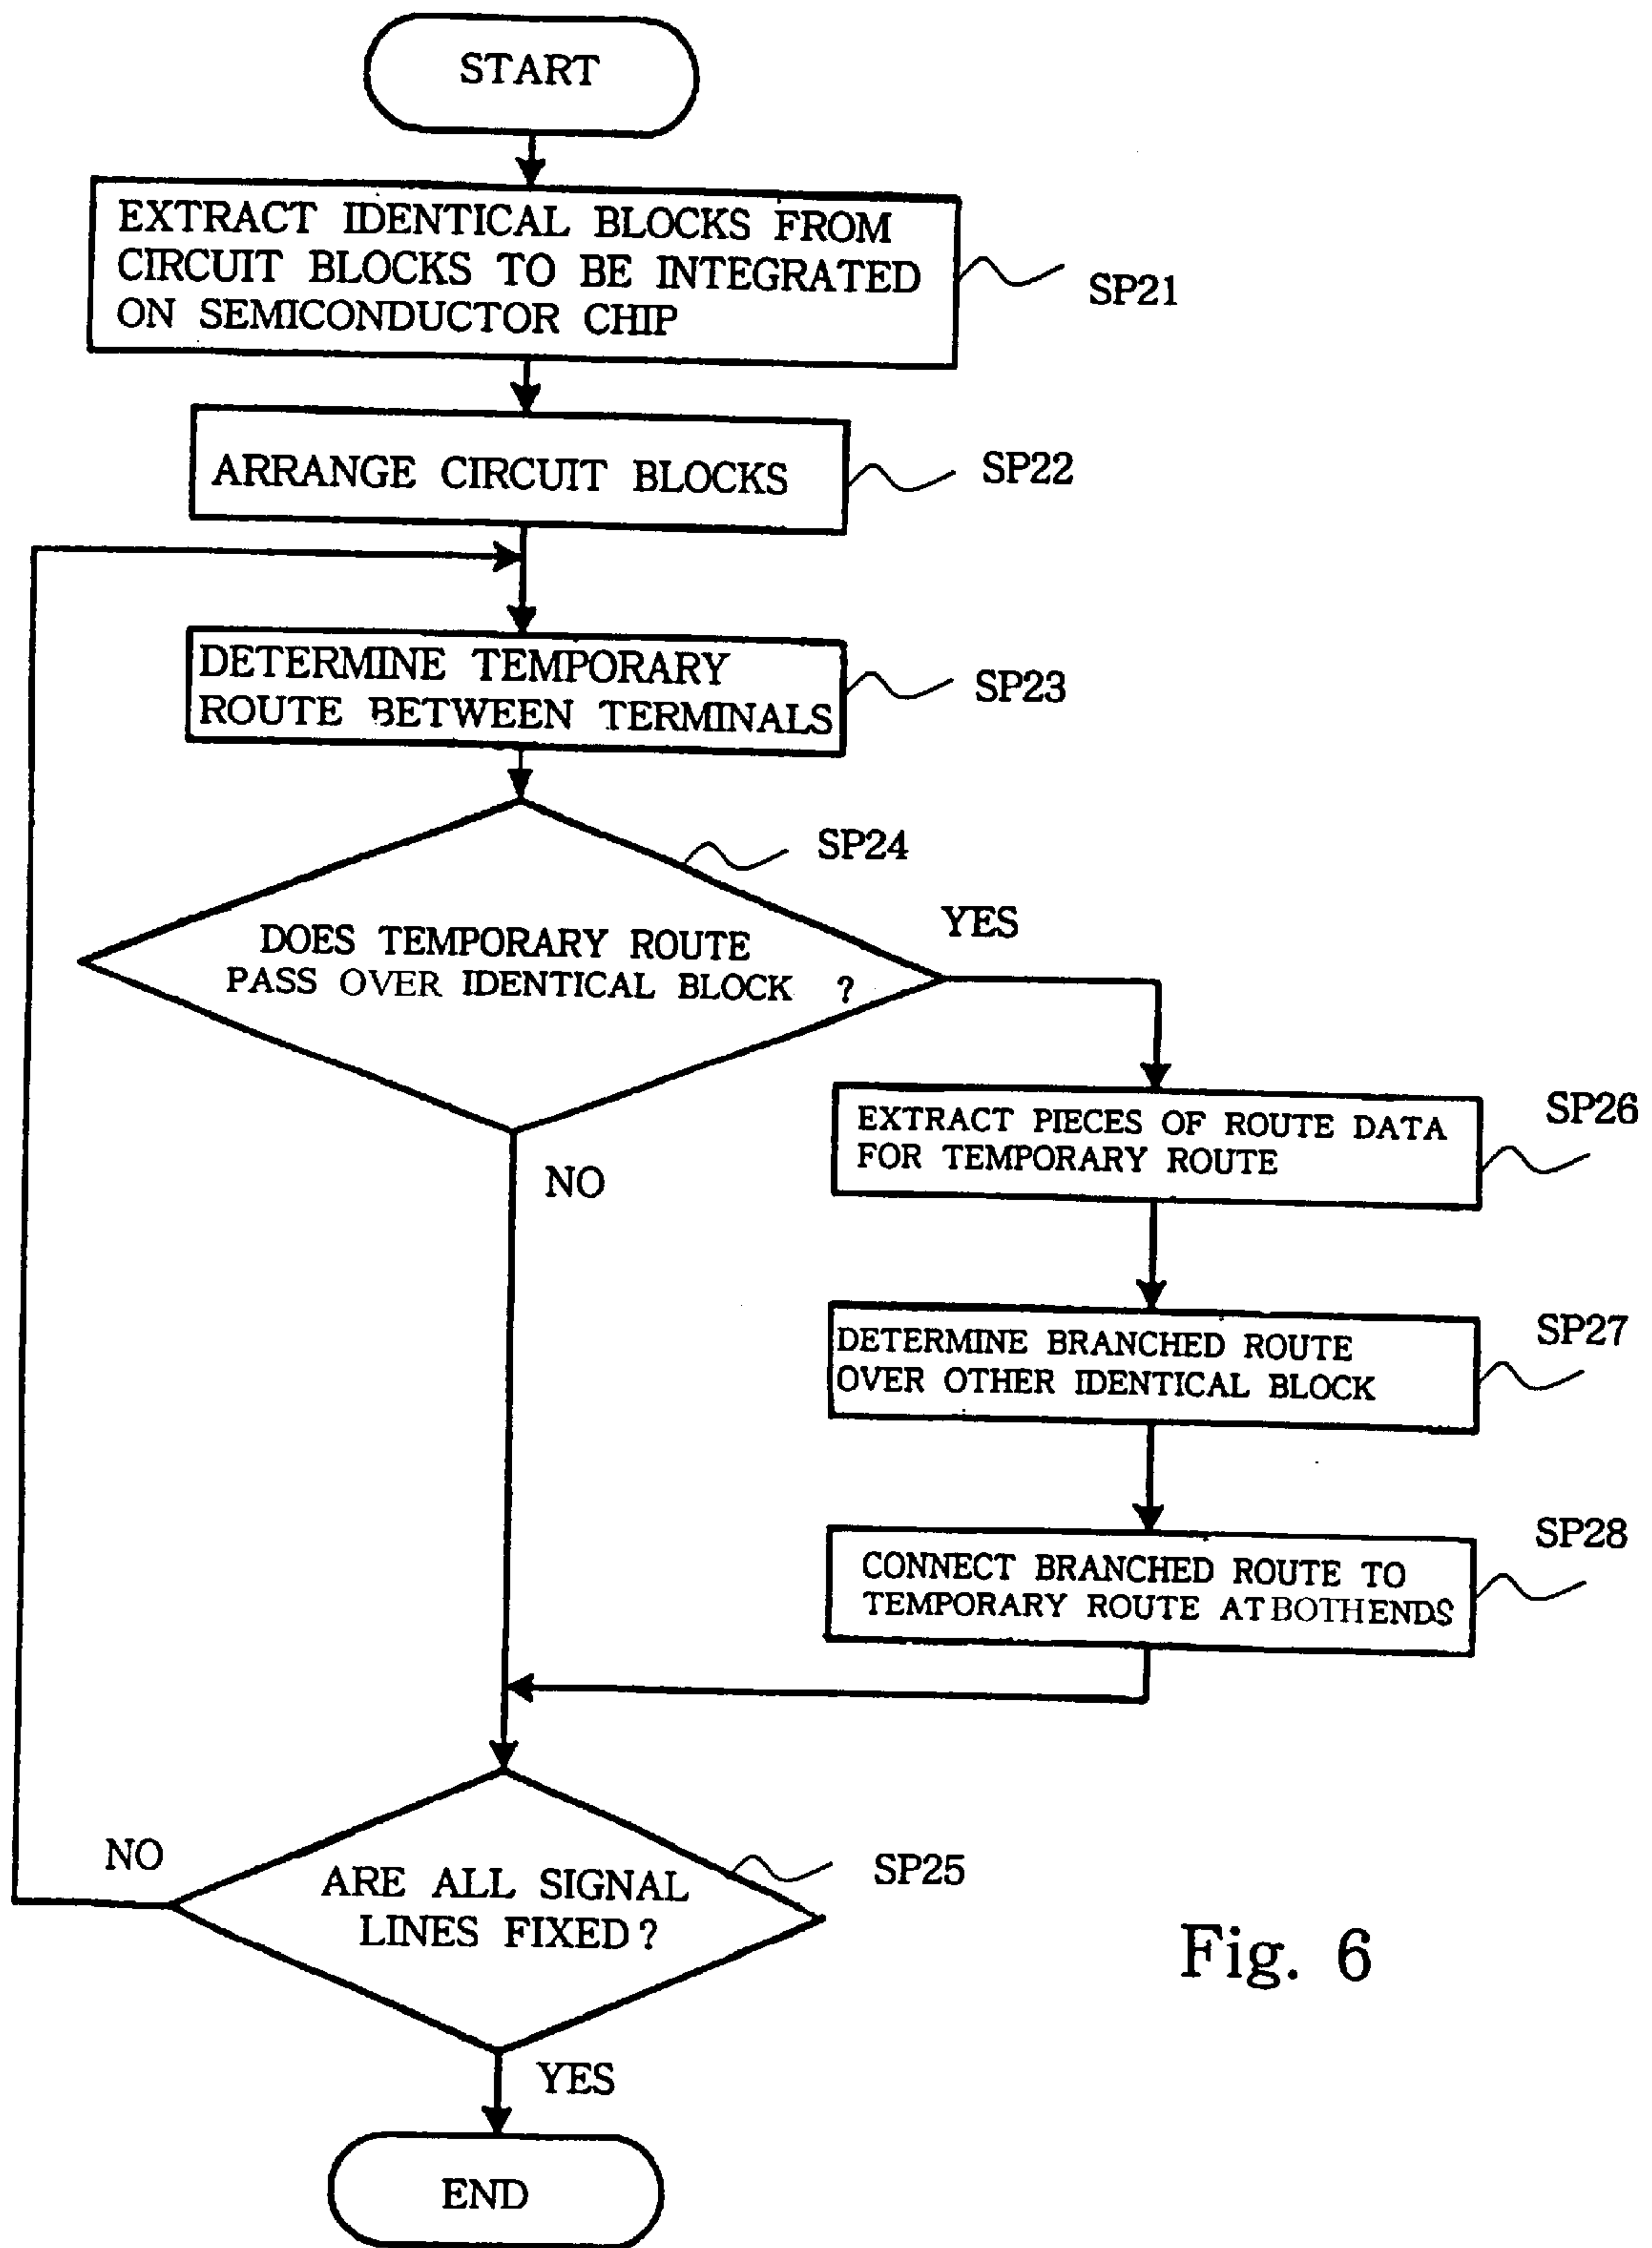 START
EXTRACT IDENTICAL BLOCKS FROM
CIRCUIT BLOCKS TO BE INTEGRATED
ON SEMICONDUCTOR CHIP
SP21
ARRANGE CIRCUIT BLOCKS
SP22
DETERMINE TEMPORARY
ROUTE BETWEEN TERMINALS
SP23
SP24
DOES TEMPORARY ROUTE
PASS OVER IDENTICAL BLOCK ?
YES
NO
EXTRACT PIECES OF ROUTE DATA
FOR TEMPORARY ROUTE
SP26
DETERMINE BRANCHED ROUTE
OVER OTHER IDENTICAL BLOCK
SP27
CONNECT BRANCHED ROUTE TO
TEMPORARY ROUTE AT BOTH ENDS
SP28
NO
ARE ALL SIGNAL
LINES FIXED?
SP25
YES
END
Fig. 6